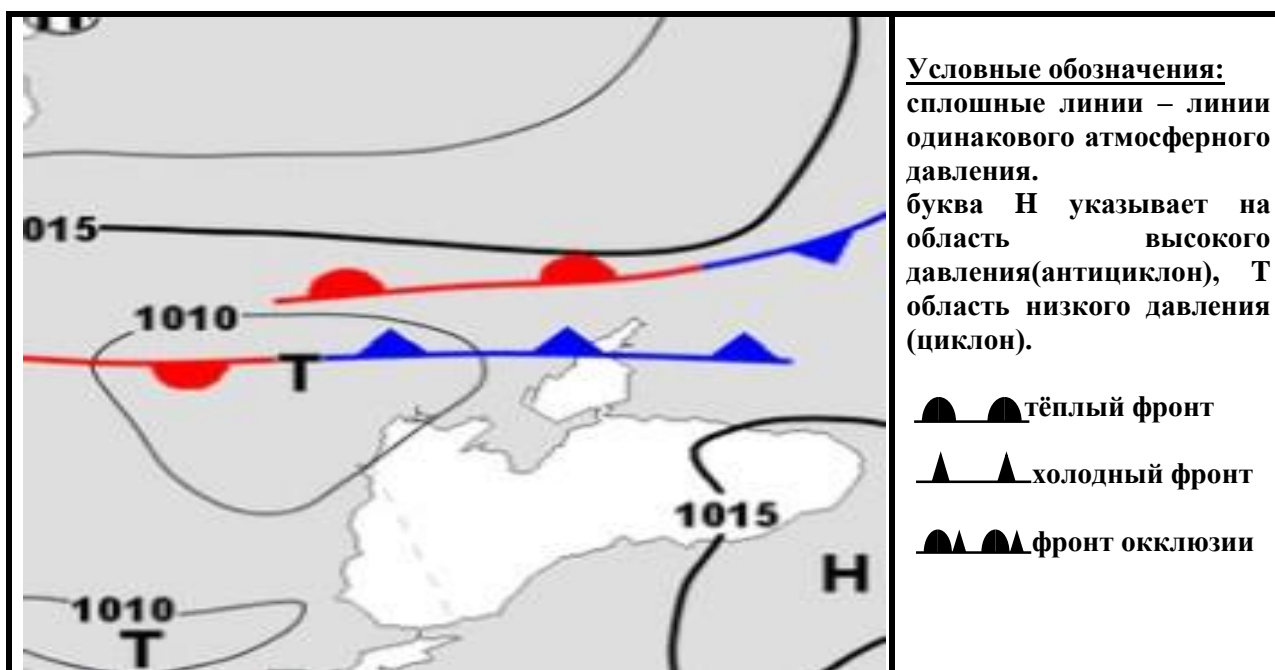 015
1010
T
1015
H
1010
T
Условные обозначения:
сплошные линии – линии
одинакового атмосферного
давления.
буква Н указывает на
область высокого
давления(антициклон), Т
область низкого давления
(циклон).
тёплый фронт
холодный фронт
фронт окклюзии